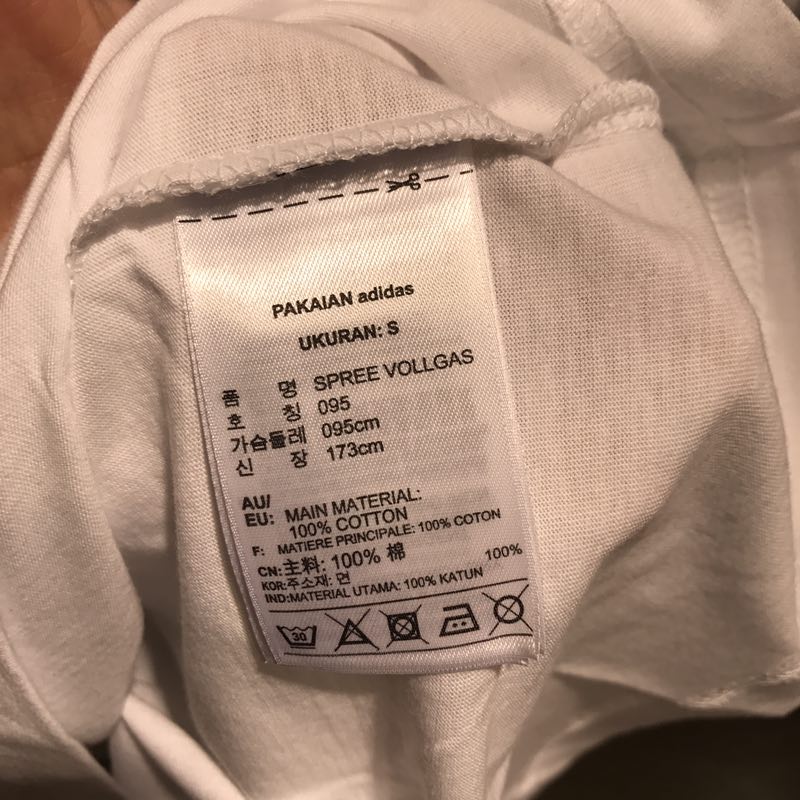 PAKAIAN adidas
UKURAN: S
품 명 SPREE VOLLGAS
호 칭 095
가슴둘레 095cm
신 장 173cm
AU/
EU: MAIN MATERIAL:
100% COTTON
F: MATIERE PRINCIPALE: 100% COTON
CN: 主料: 100% 棉
KOR: 주소재: 면 100%
IND: MATERIAL UTAMA: 100% KATUN
30